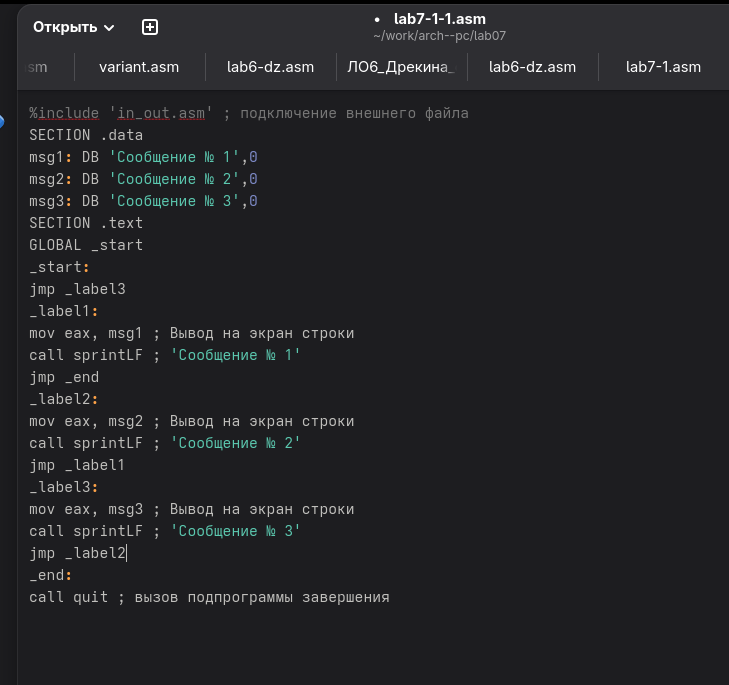 Открыть
• lab7-1-1.asm
~/work/arch--pc/lab07
sm
variant.asm
lab6-dz.asm
ЛО6_Дрекина_
lab6-dz.asm
lab7-1.asm
%include 'in_out.asm' ; подключение внешнего файла
SECTION .data
msg1: DB 'Сообщение № 1',0
msg2: DB 'Сообщение № 2',0
msg3: DB 'Сообщение № 3',0
SECTION .text
GLOBAL _start
_start:
jmp _label3
_label1:
mov eax, msg1 ; Вывод на экран строки
call sprintLF ; 'Сообщение № 1'
jmp _end
_label2:
mov eax, msg2 ; Вывод на экран строки
call sprintLF ; 'Сообщение № 2'
jmp _label1
_label3:
mov eax, msg3 ; Вывод на экран строки
call sprintLF ; 'Сообщение № 3'
jmp _label2
_end:
call quit ; вызов подпрограммы завершения